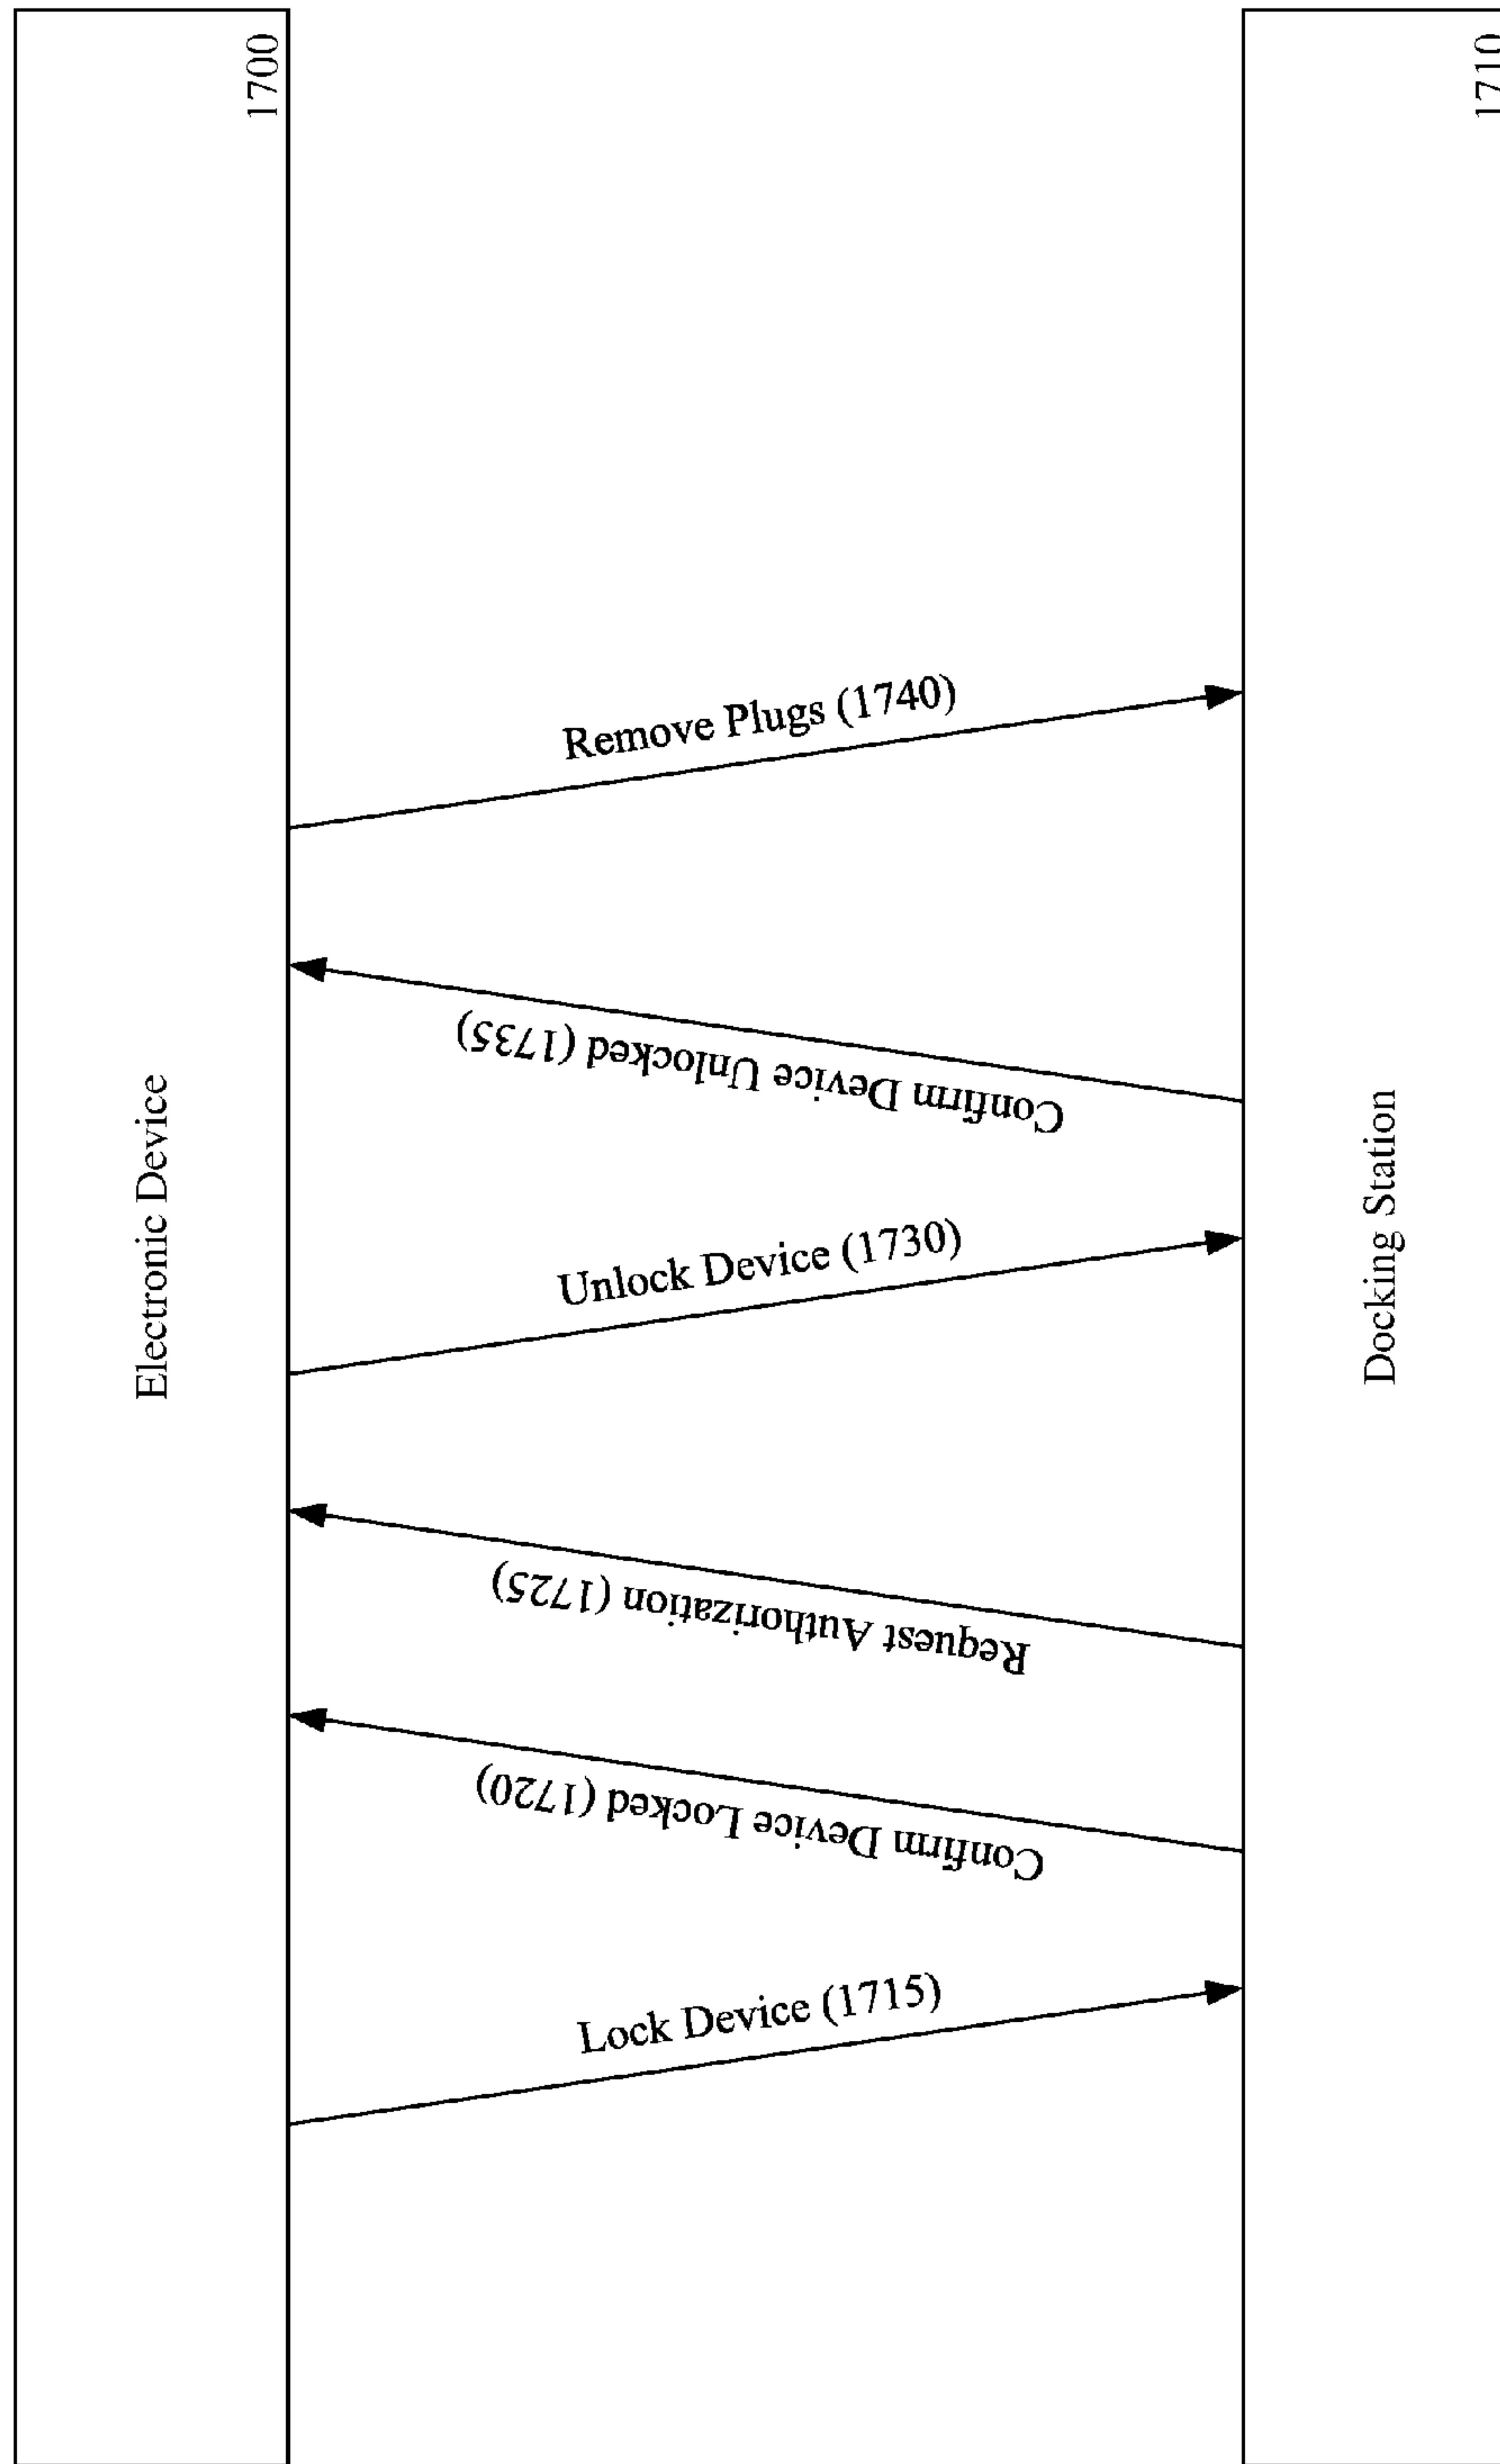 Electronic Device
1700
Lock Device (1715)
Confirm Device Locked (1720)
Request Authorization (1725)
Unlock Device (1730)
Confirm Device Unlocked (1735)
Remove Plugs (1740)
Docking Station
1710